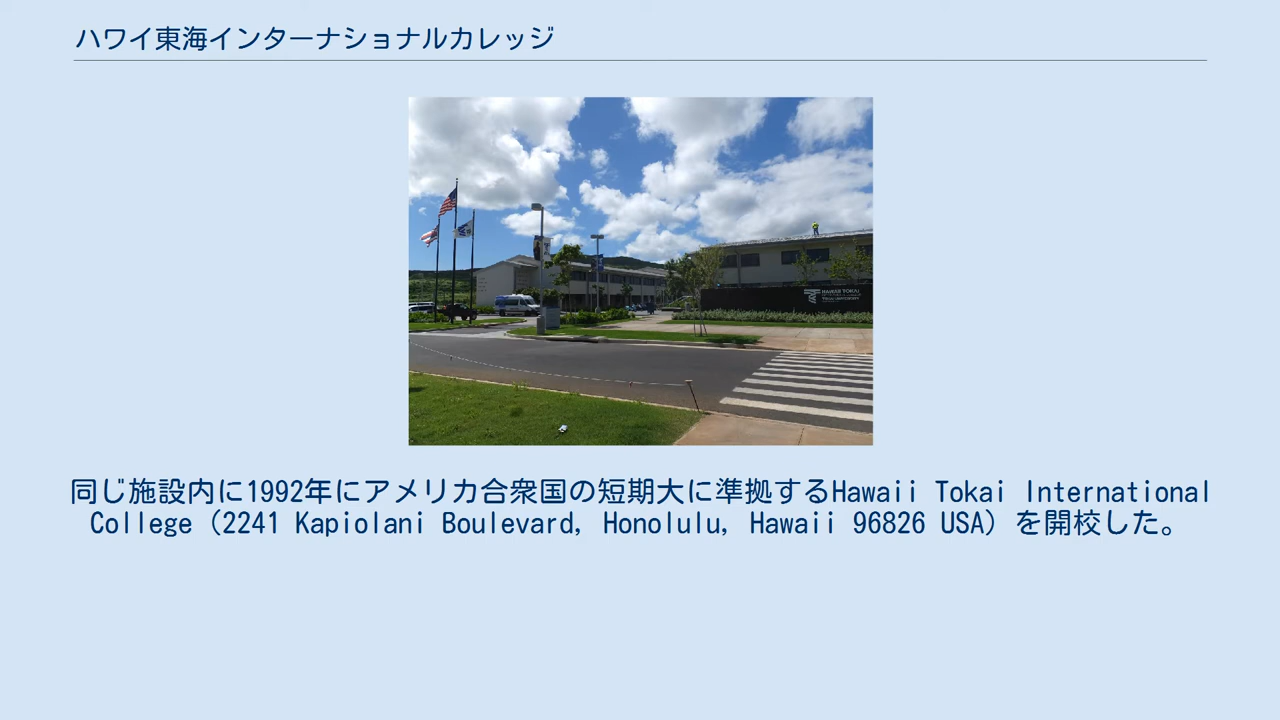 ハワイ東海インターナショナルカレッジ
HAWAII TOKAI
同じ施設内に1992年にアメリカ合衆国の短期大に準拠するHawaii Tokai International
College（2241 Kapiolani Boulevard, Honolulu, Hawaii 96826 USA）を開校した。